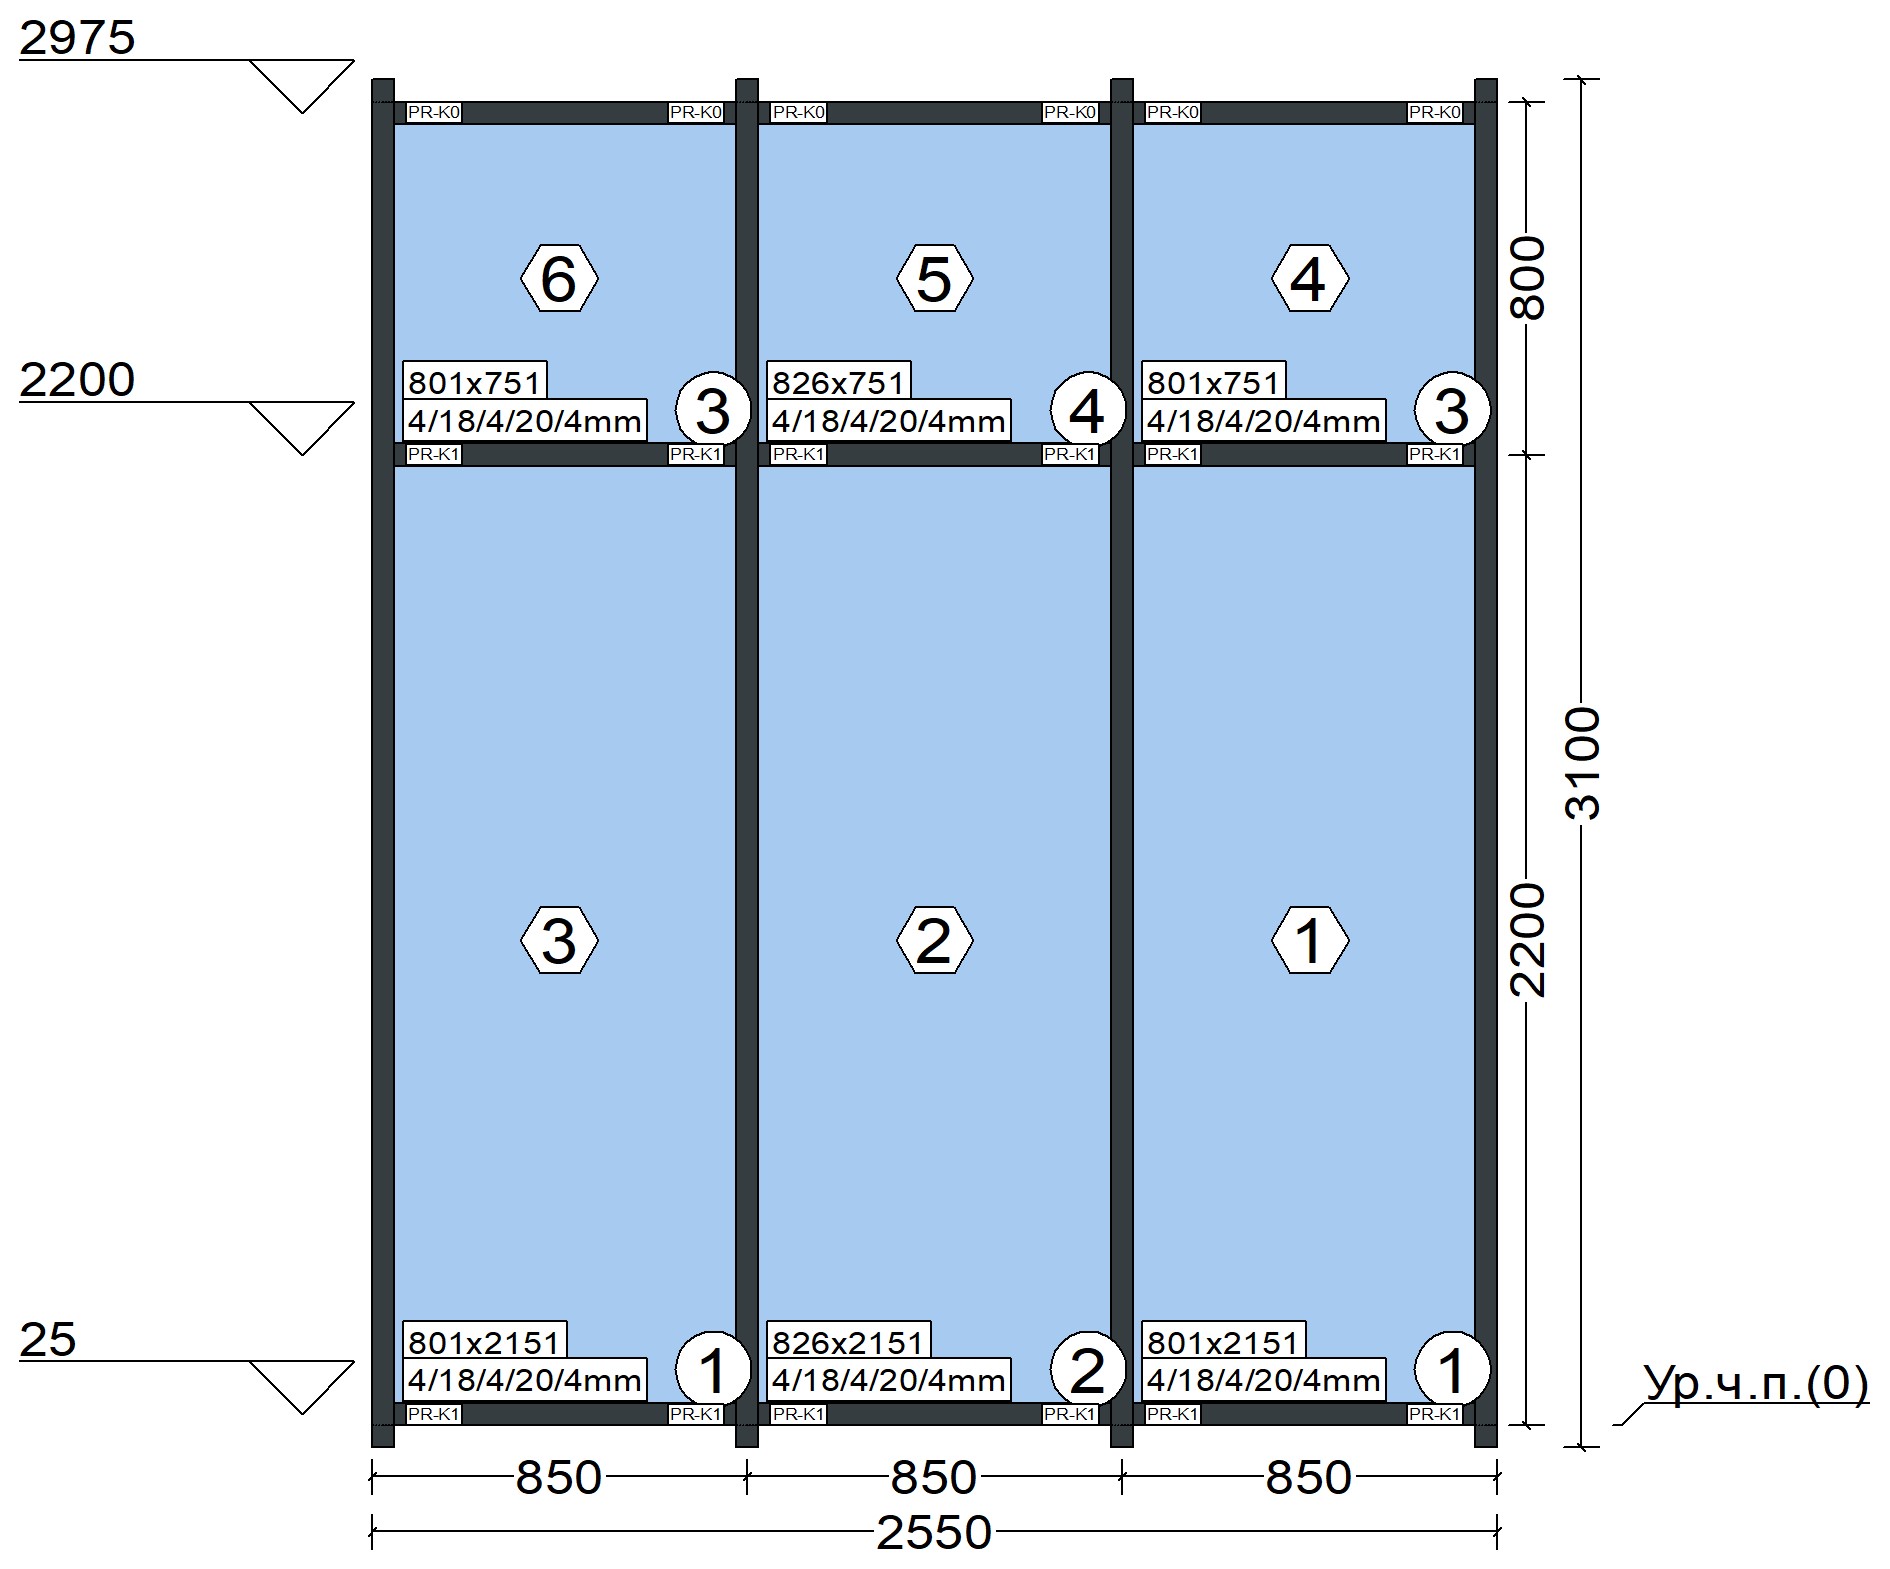 2975
PR-K0 PR-K0 PR-K0 PR-K0 PR-K0 PR-K0
6 5 4
800
2200
801x751 826x751 801x751
4/18/4/20/4mm 3 4/18/4/20/4mm 4 4/18/4/20/4mm 3
PR-K1 PR-K1 PR-K1 PR-K1 PR-K1 PR-K1
3100
3 2 1
2200
25
801x2151 826x2151 801x2151
4/18/4/20/4mm 1 4/18/4/20/4mm 2 4/18/4/20/4mm 1
Ур.ч.п.(0)
PR-K1 PR-K1 PR-K1 PR-K1 PR-K1 PR-K1
850 850 850
2550